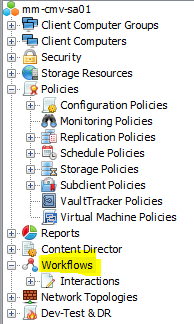 mm-cmv-sa01
Client Computer Groups
Client Computers
Security
Storage Resources
Policies
Configuration Policies
Monitoring Policies
Replication Policies
Schedule Policies
Storage Policies
Subclient Policies
VaultTracker Policies
Virtual Machine Policies
Reports
Content Director
Workflows
Interactions
Network Topologies
Dev-Test & DR